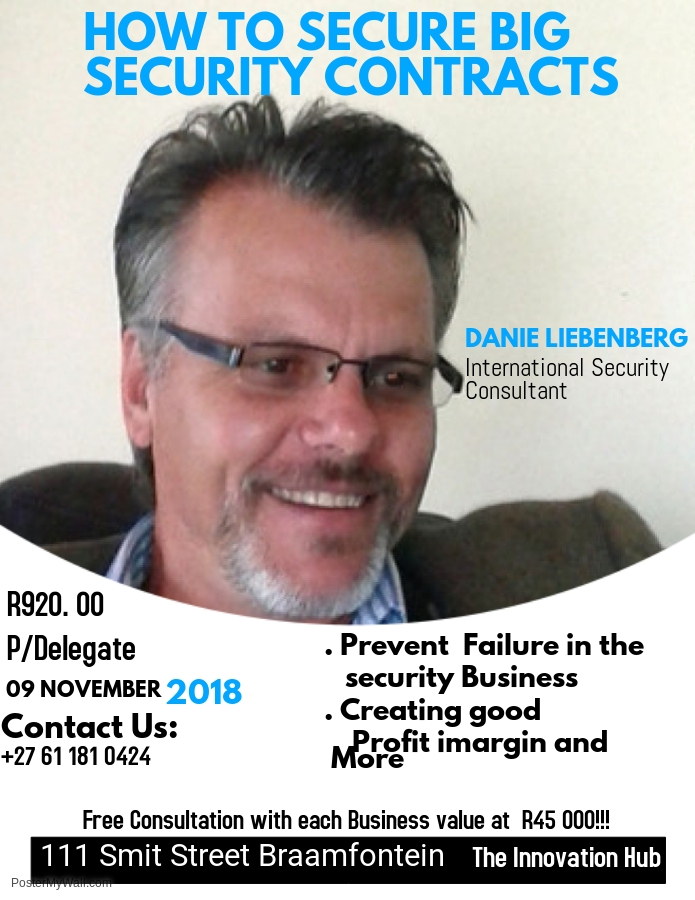 HOW TO SECURE BIG
SECURITY CONTRACTS
DANIE LIEBENBERG
International Security
Consultant
R920. 00
P/Delegate
09 NOVEMBER 2018
Contact Us:
+27 61 181 0424
. Prevent Failure in the
security Business
. Creating good
Profit imargin and
More
Free Consultation with each Business value at R45 000!!!
111 Smit Street Braamfontein The Innovation Hub
PosterMyWall.com